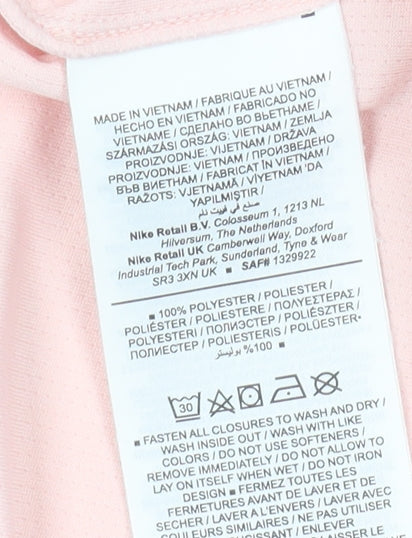 MADE IN VIETNAM / FABRIQUE AU VIETNAM /
HECHO EN VIETNAM / FABRICADO NO
VIETNAME / СДЕЛАНО ВО ВЬЕТНАМЕ /
SZÁRMAZÁSI ORSZÁG: VIETNAM / ZEMLJA
PROIZVODNJE: VIJETNAM / DRŽAVA
PROIZVODNJE: VIETNAM / ПРОИЗВЕДЕНО
ВЪВ ВИЕТНАМ / FABRICAT ÎN VIETNAM /
RAŽOTS: VJETNAMĀ / VİYETNAM 'DA
YAPILMIŞTIR /
صنع في فييت نام
Nike Retail B.V. Colosseum 1, 1213 NL
Hilversum, The Netherlands
Nike Retail UK Camberwell Way, Doxford
Industrial Tech Park, Sunderland, Tyne & Wear
SR3 3XN UK ■ SAF# 1329922
■ 100% POLYESTER / POLIESTER /
POLIÉSTER / POLIESTERE / ΠΟΛΥΕΣΤΕΡΑΣ /
POLYESTERI / ПОЛИЭСТЕР / POLIÉSZTER /
ПОЛИЕСТЕР / POLIESTERIS / POLÜESTER·
100% بوليستر ■
30
■ FASTEN ALL CLOSURES TO WASH AND DRY /
WASH INSIDE OUT / WASH WITH LIKE
COLORS / DO NOT USE SOFTENERS /
REMOVE IMMEDIATELY / DO NOT ALLOW TO
LAY ON ITSELF WHEN WET / DO NOT IRON
DESIGN ■ FERMEZ TOUTES LES
FERMETURES AVANT DE LAVER ET DE
SECHER / LAVER A L'ENVERS / LAVER AVEC
COULEURS SIMILAIRES / NE PAS UTILISER